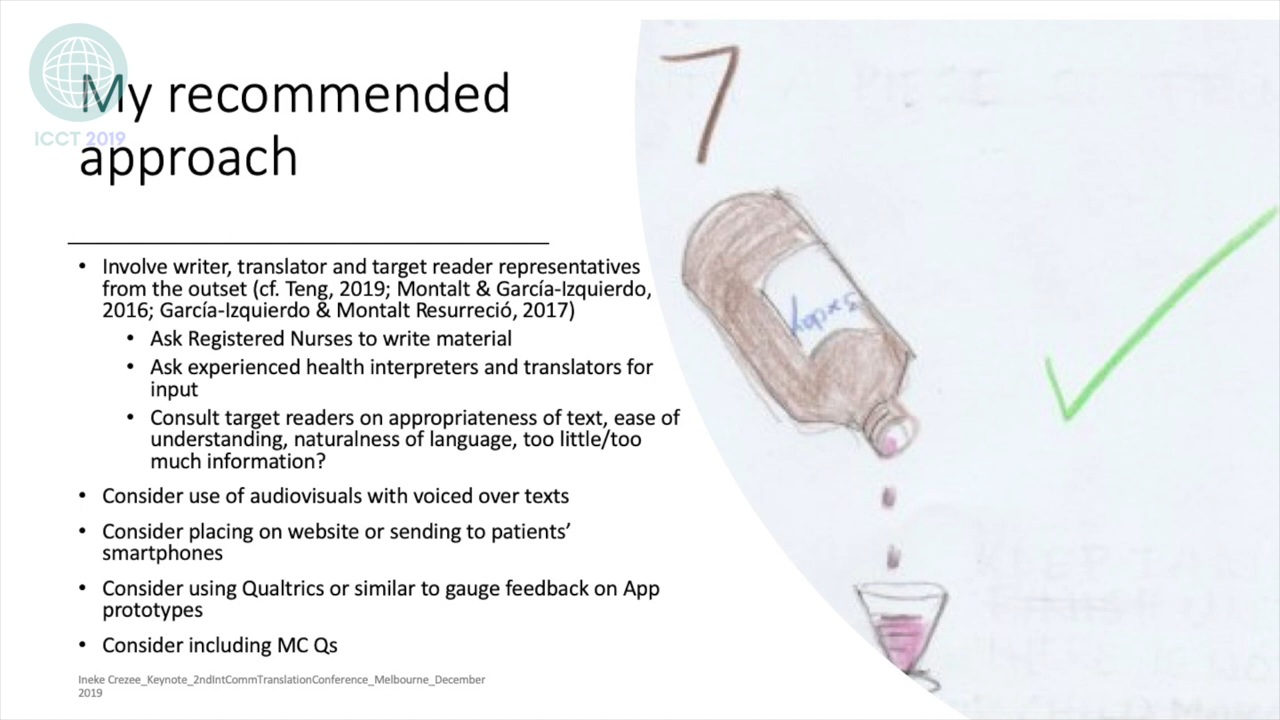 My recommended
approach
ICCT 2019
• Involve writer, translator and target reader representatives
from the outset (cf. Teng, 2019; Montalt & García-Izquierdo,
2016; García-Izquierdo & Montalt Resurreció, 2017)
• Ask Registered Nurses to write material
• Ask experienced health interpreters and translators for
input
• Consult target readers on appropriateness of text, ease of
understanding, naturalness of language, too little/too
much information?
• Consider use of audiovisuals with voiced over texts
• Consider placing on website or sending to patients’
smartphones
• Consider using Qualtrics or similar to gauge feedback on App
prototypes
• Consider including MC Qs
Ineke Crezee_Keynote_2ndIntCommTranslationConference_Melbourne_December
2019
7